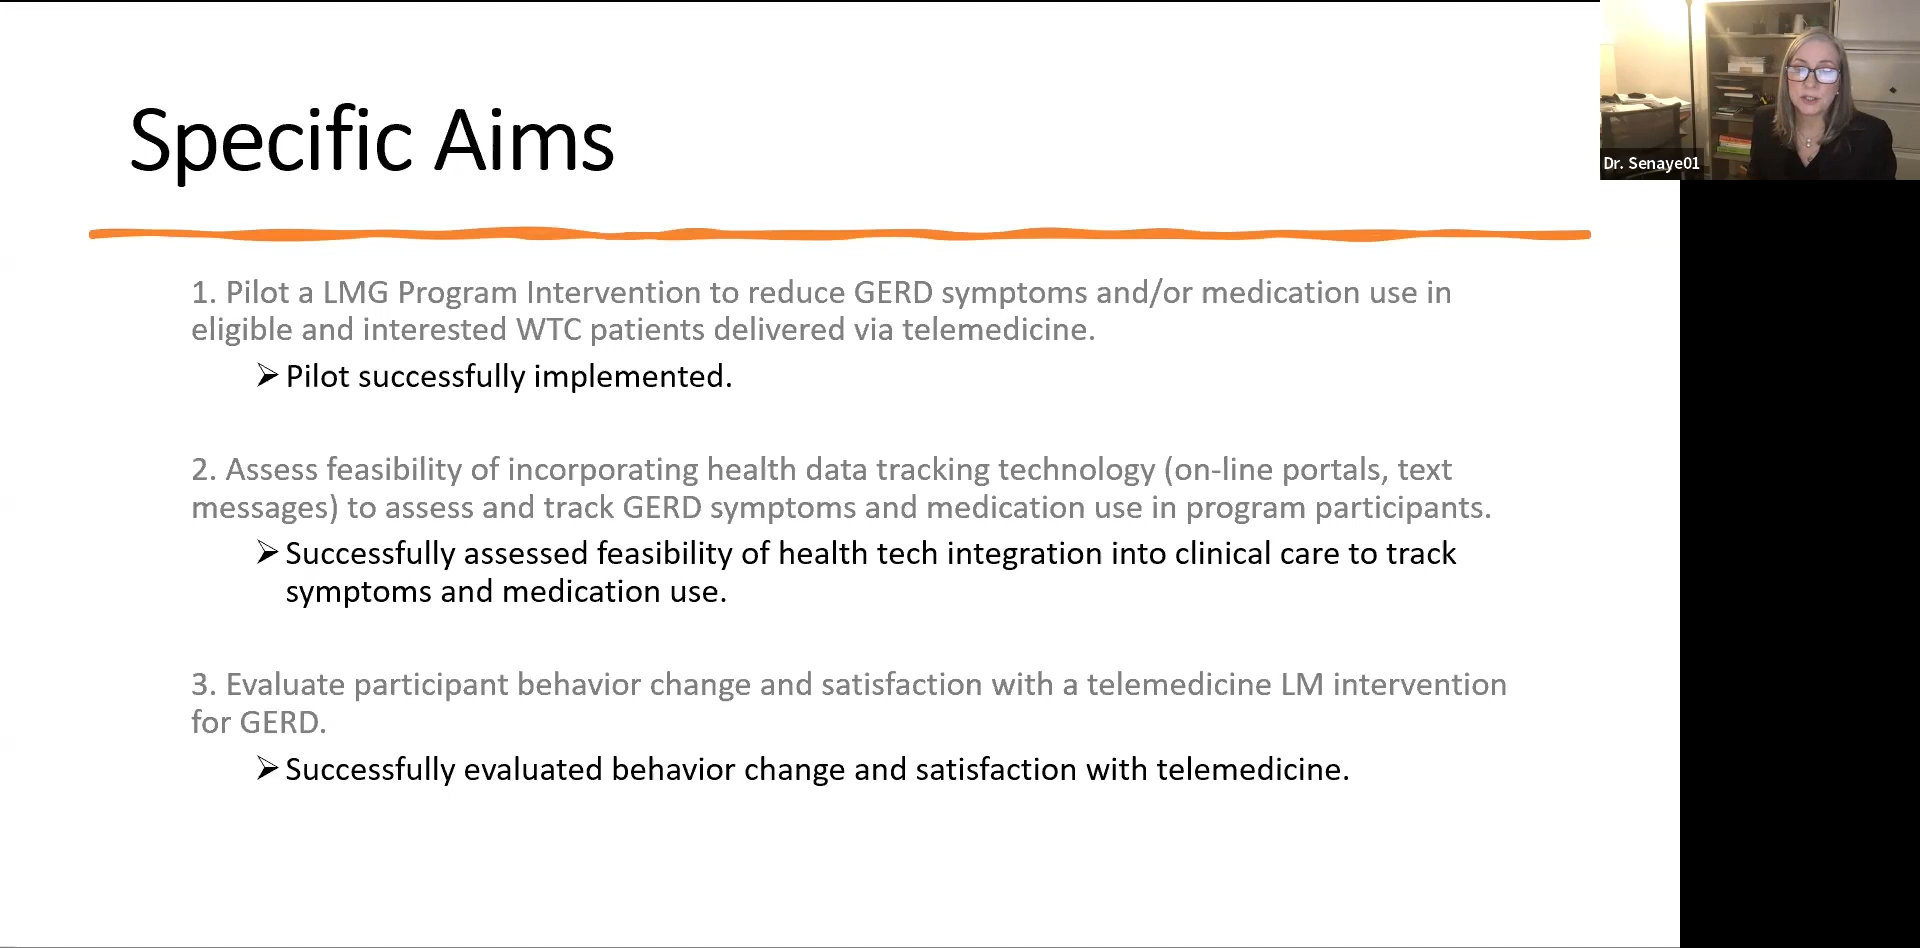 Specific Aims
Dr. Senaye01
1. Pilot a LMG Program Intervention to reduce GERD symptoms and/or medication use in
eligible and interested WTC patients delivered via telemedicine.
➢ Pilot successfully implemented.
2. Assess feasibility of incorporating health data tracking technology (on-line portals, text
messages) to assess and track GERD symptoms and medication use in program participants.
➢ Successfully assessed feasibility of health tech integration into clinical care to track
symptoms and medication use.
3. Evaluate participant behavior change and satisfaction with a telemedicine LM intervention
for GERD.
➢ Successfully evaluated behavior change and satisfaction with telemedicine.